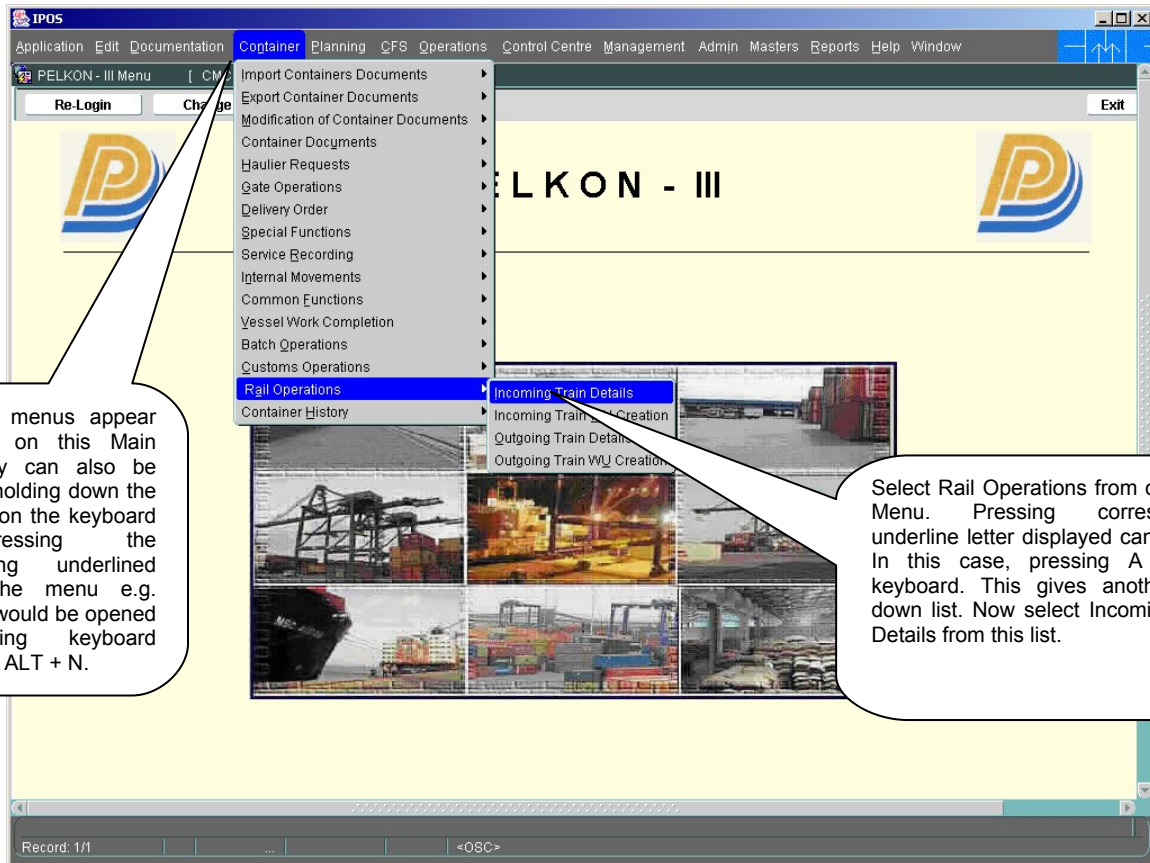 IPOS
Application Edit Documentation Container Planning CFS Operations Control Centre Management Admin Masters Reports Help Window
PELKON - III Menu [ CMC
Re-Login Change Exit
Import Containers Documents
Export Container Documents
Modification of Container Documents
Container Documents
Haulier Requests
Gate Operations
Delivery Order
Special Functions
Service Recording
Internal Movements
Common Functions
Vessel Work Completion
Batch Operations
Customs Operations
Rail Operations
Container History
Incoming Train Details
Incoming Train Creation
Outgoing Train Details
Outgoing Train WU Creation
L K O N - III
menus appear
on this Main
can also be
holding down the
on the keyboard
the
underlined
menu e.g.
would be opened
keyboard
ALT + N.
Select Rail Operations from
Menu. Pressing
underline letter displayed
In this case, pressing A
keyboard. This gives
down list. Now select
Details from this list.
Record: 1/1 ... <OSC>